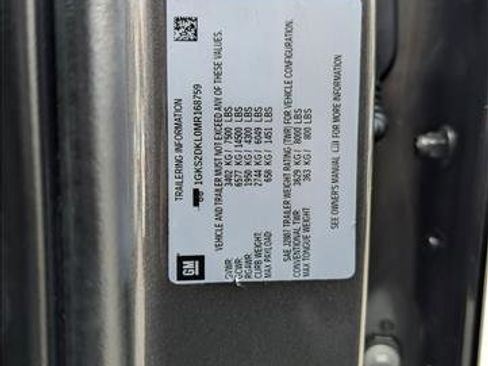 TRAILERING INFORMATION
1GKS2DKL0MR168759
VEHICLE AND TRAILER MUST NOT EXCEED ANY OF THESE VALUES.
GVWR: 3402 KG / 7500 LBS
GCWR: 6577 KG / 14500 LBS
RGAWR: 1950 KG / 4300 LBS
CURB WEIGHT: 2744 KG / 6049 LBS
MAX PAYLOAD: 658 KG / 1451 LBS
SAE J2807 TRAILER WEIGHT RATING (TWR) FOR VEHICLE CONFIGURATION.
CONVENTIONAL TWR: 3629 KG / 8000 LBS
MAX TONGUE WEIGHT: 363 KG / 800 LBS
SEE OWNER'S MANUAL FOR MORE INFORMATION
GM